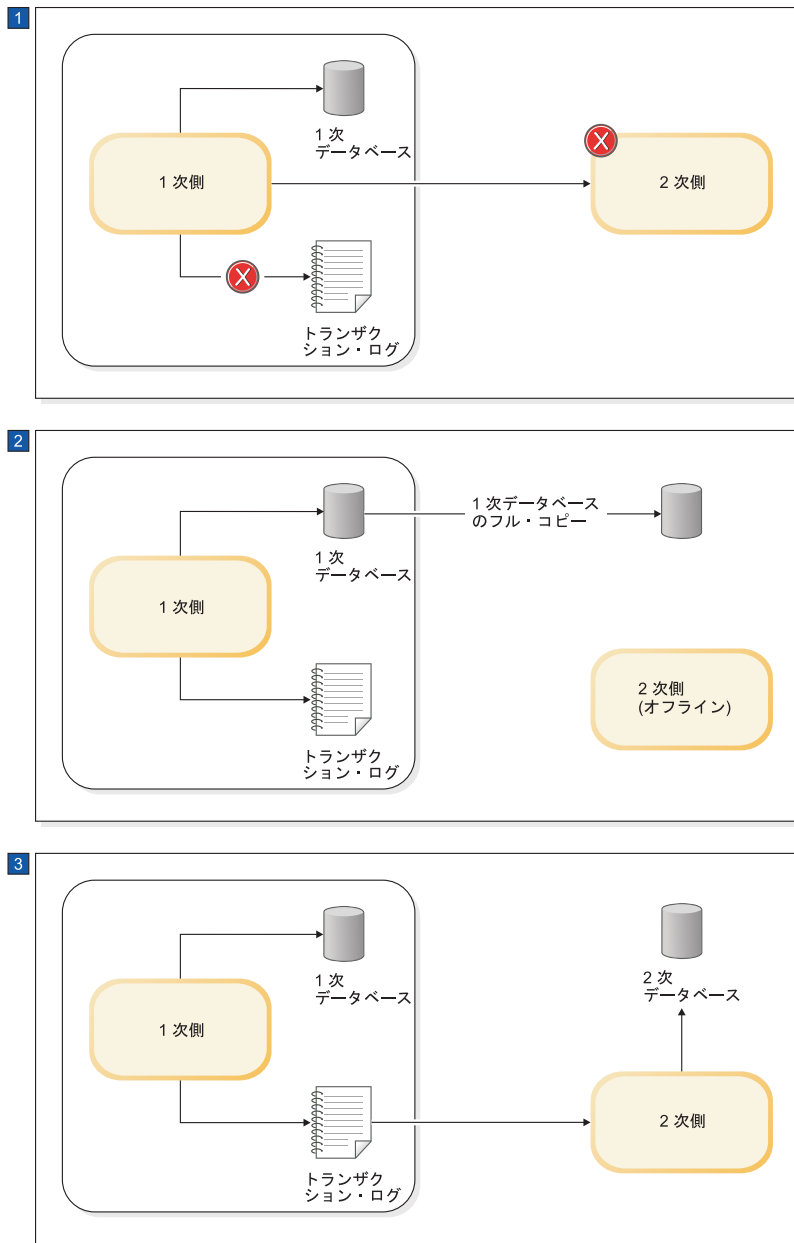 1
1 次
データベース
1 次側
2 次側
トランザク
ション・ログ
2
1 次データベース
のフル・コピー
1 次
データベース
1 次側
2 次側
(オフライン)
トランザク
ション・ログ
3
1 次
データベース
2 次
データベース
1 次側
2 次側
トランザク
ション・ログ